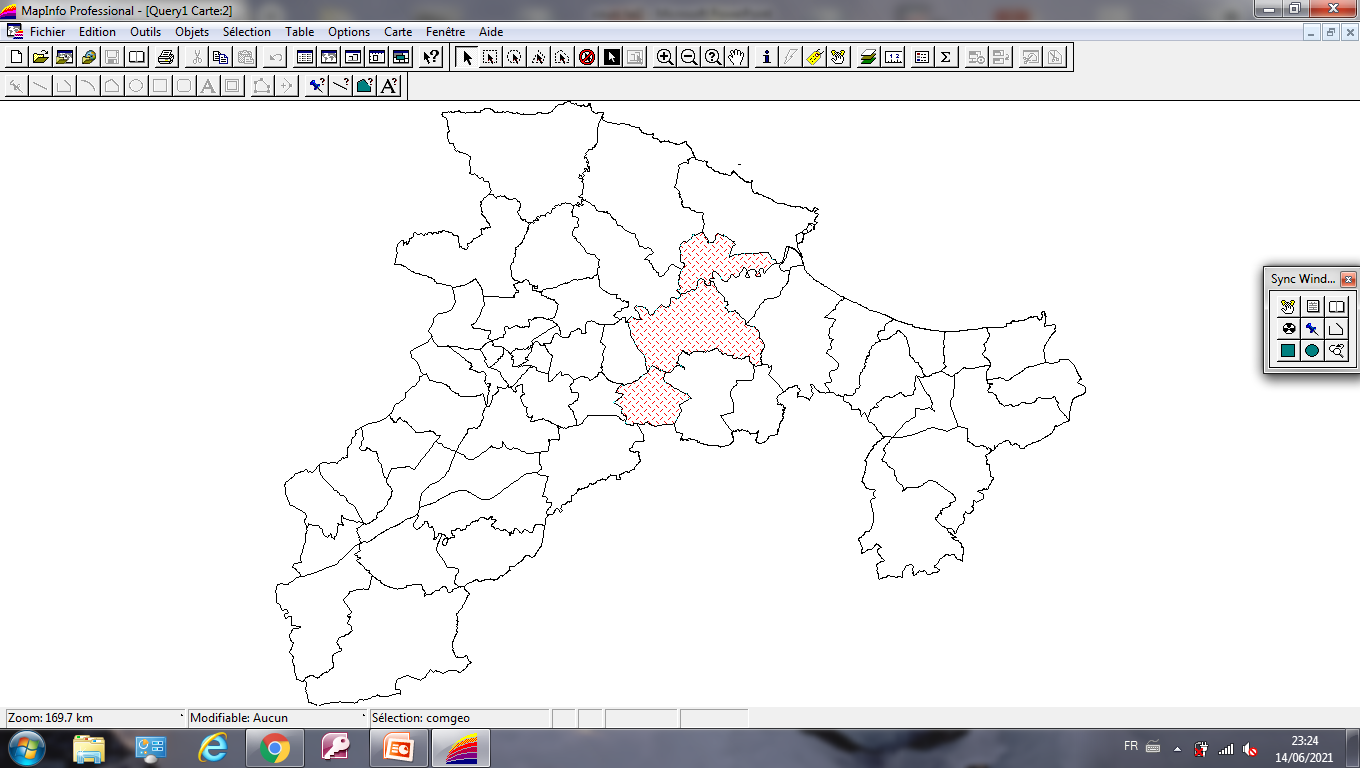 MapInfo Professional - [Query1 Carte:2]
Fichier Edition Outils Objets Sélection Table Options Carte Fenêtre Aide
Sync Wind...
Zoom: 169.7 km Modifiable: Aucun Sélection: comgeo
FR 23:24
14/06/2021